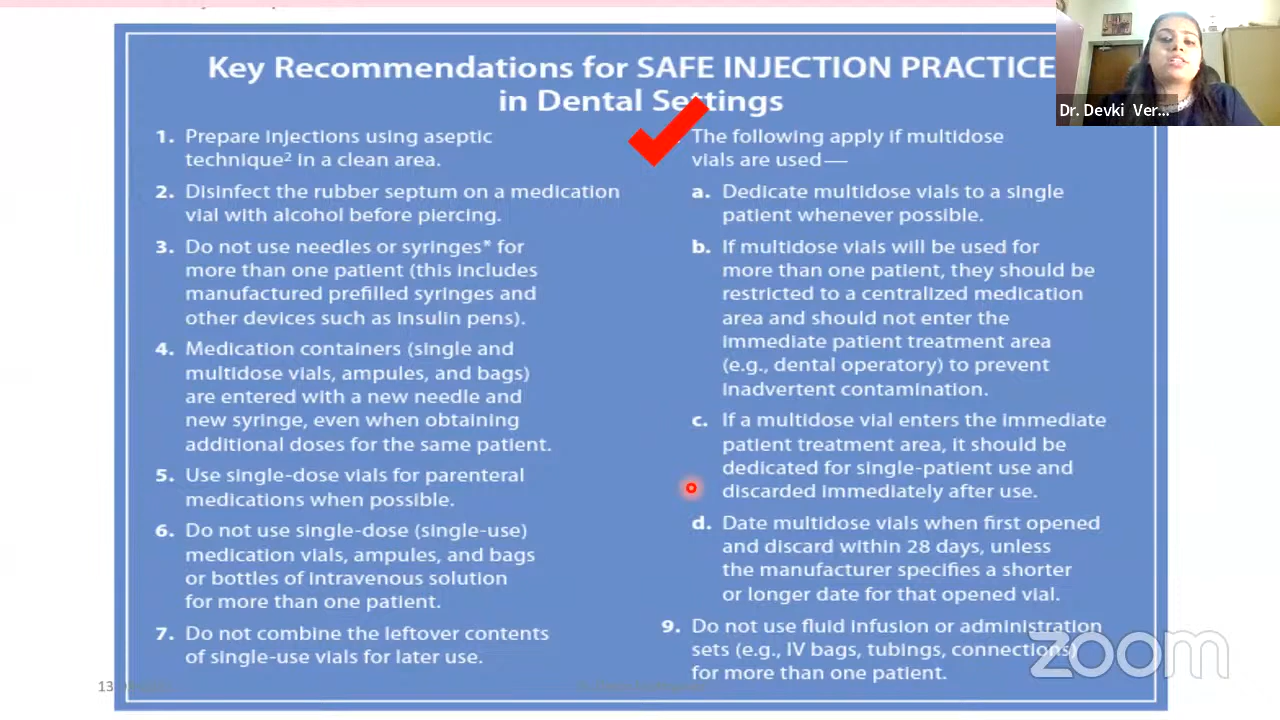 Key Recommendations for SAFE INJECTION PRACTICE
in Dental Settings
1. Prepare injections using aseptic
technique2 in a clean area.
2. Disinfect the rubber septum on a medication
vial with alcohol before piercing.
3. Do not use needles or syringes* for
more than one patient (this includes
manufactured prefilled syringes and
other devices such as insulin pens).
4. Medication containers (single and
multidose vials, ampules, and bags)
are entered with a new needle and
new syringe, even when obtaining
additional doses for the same patient.
5. Use single-dose vials for parenteral
medications when possible.
6. Do not use single-dose (single-use)
medication vials, ampules, and bags
or bottles of intravenous solution
for more than one patient.
7. Do not combine the leftover contents
of single-use vials for later use.
The following apply if multidose
vials are used—
a. Dedicate multidose vials to a single
patient whenever possible.
b. If multidose vials will be used for
more than one patient, they should be
restricted to a centralized medication
area and should not enter the
immediate patient treatment area
(e.g., dental operatory) to prevent
inadvertent contamination.
c. If a multidose vial enters the immediate
patient treatment area, it should be
dedicated for single-patient use and
discarded immediately after use.
d. Date multidose vials when first opened
and discard within 28 days, unless
the manufacturer specifies a shorter
or longer date for that opened vial.
9. Do not use fluid infusion or administration
sets (e.g., IV bags, tubings, connections)
for more than one patient.
Dr. Devki Ver...
zoom
13